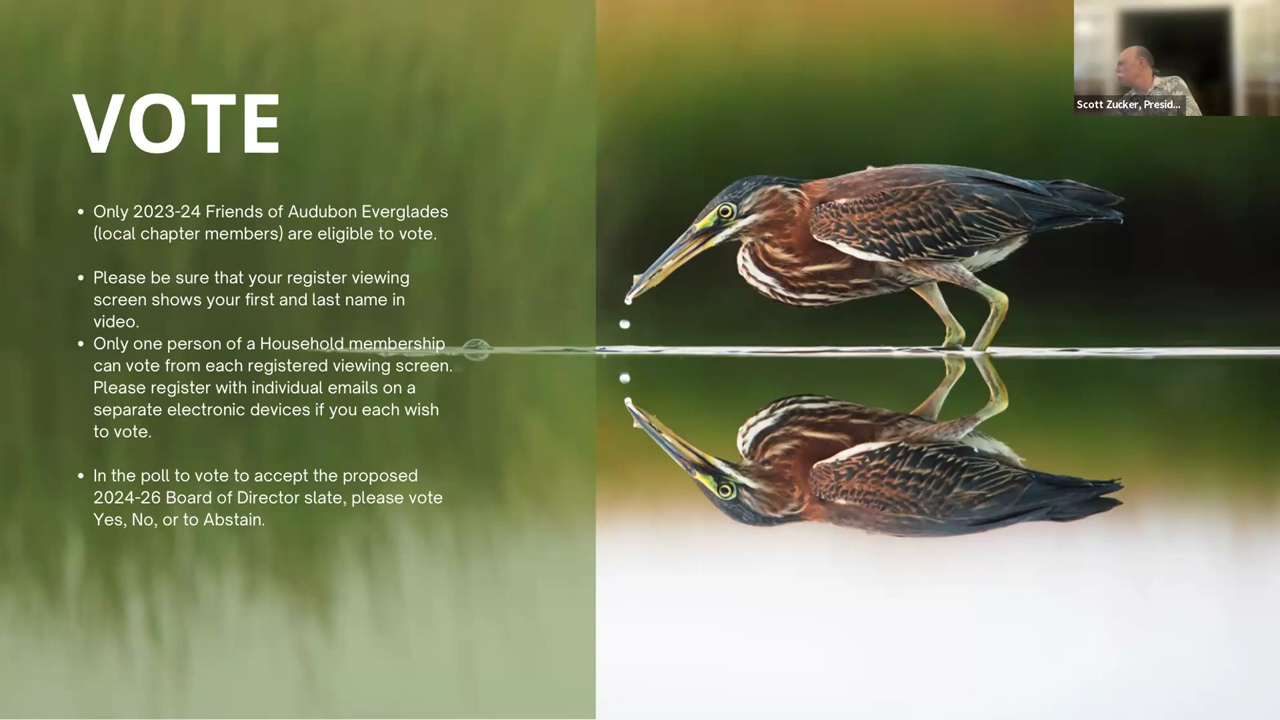 VOTE
• Only 2023-24 Friends of Audubon Everglades
(local chapter members) are eligible to vote.
• Please be sure that your register viewing
screen shows your first and last name in
video.
• Only one person of a Household membership
can vote from each registered viewing screen.
Please register with individual emails on a
separate electronic devices if you each wish
to vote.
• In the poll to vote to accept the proposed
2024-26 Board of Director slate, please vote
Yes, No, or to Abstain.
Scott Zucker, Presid...